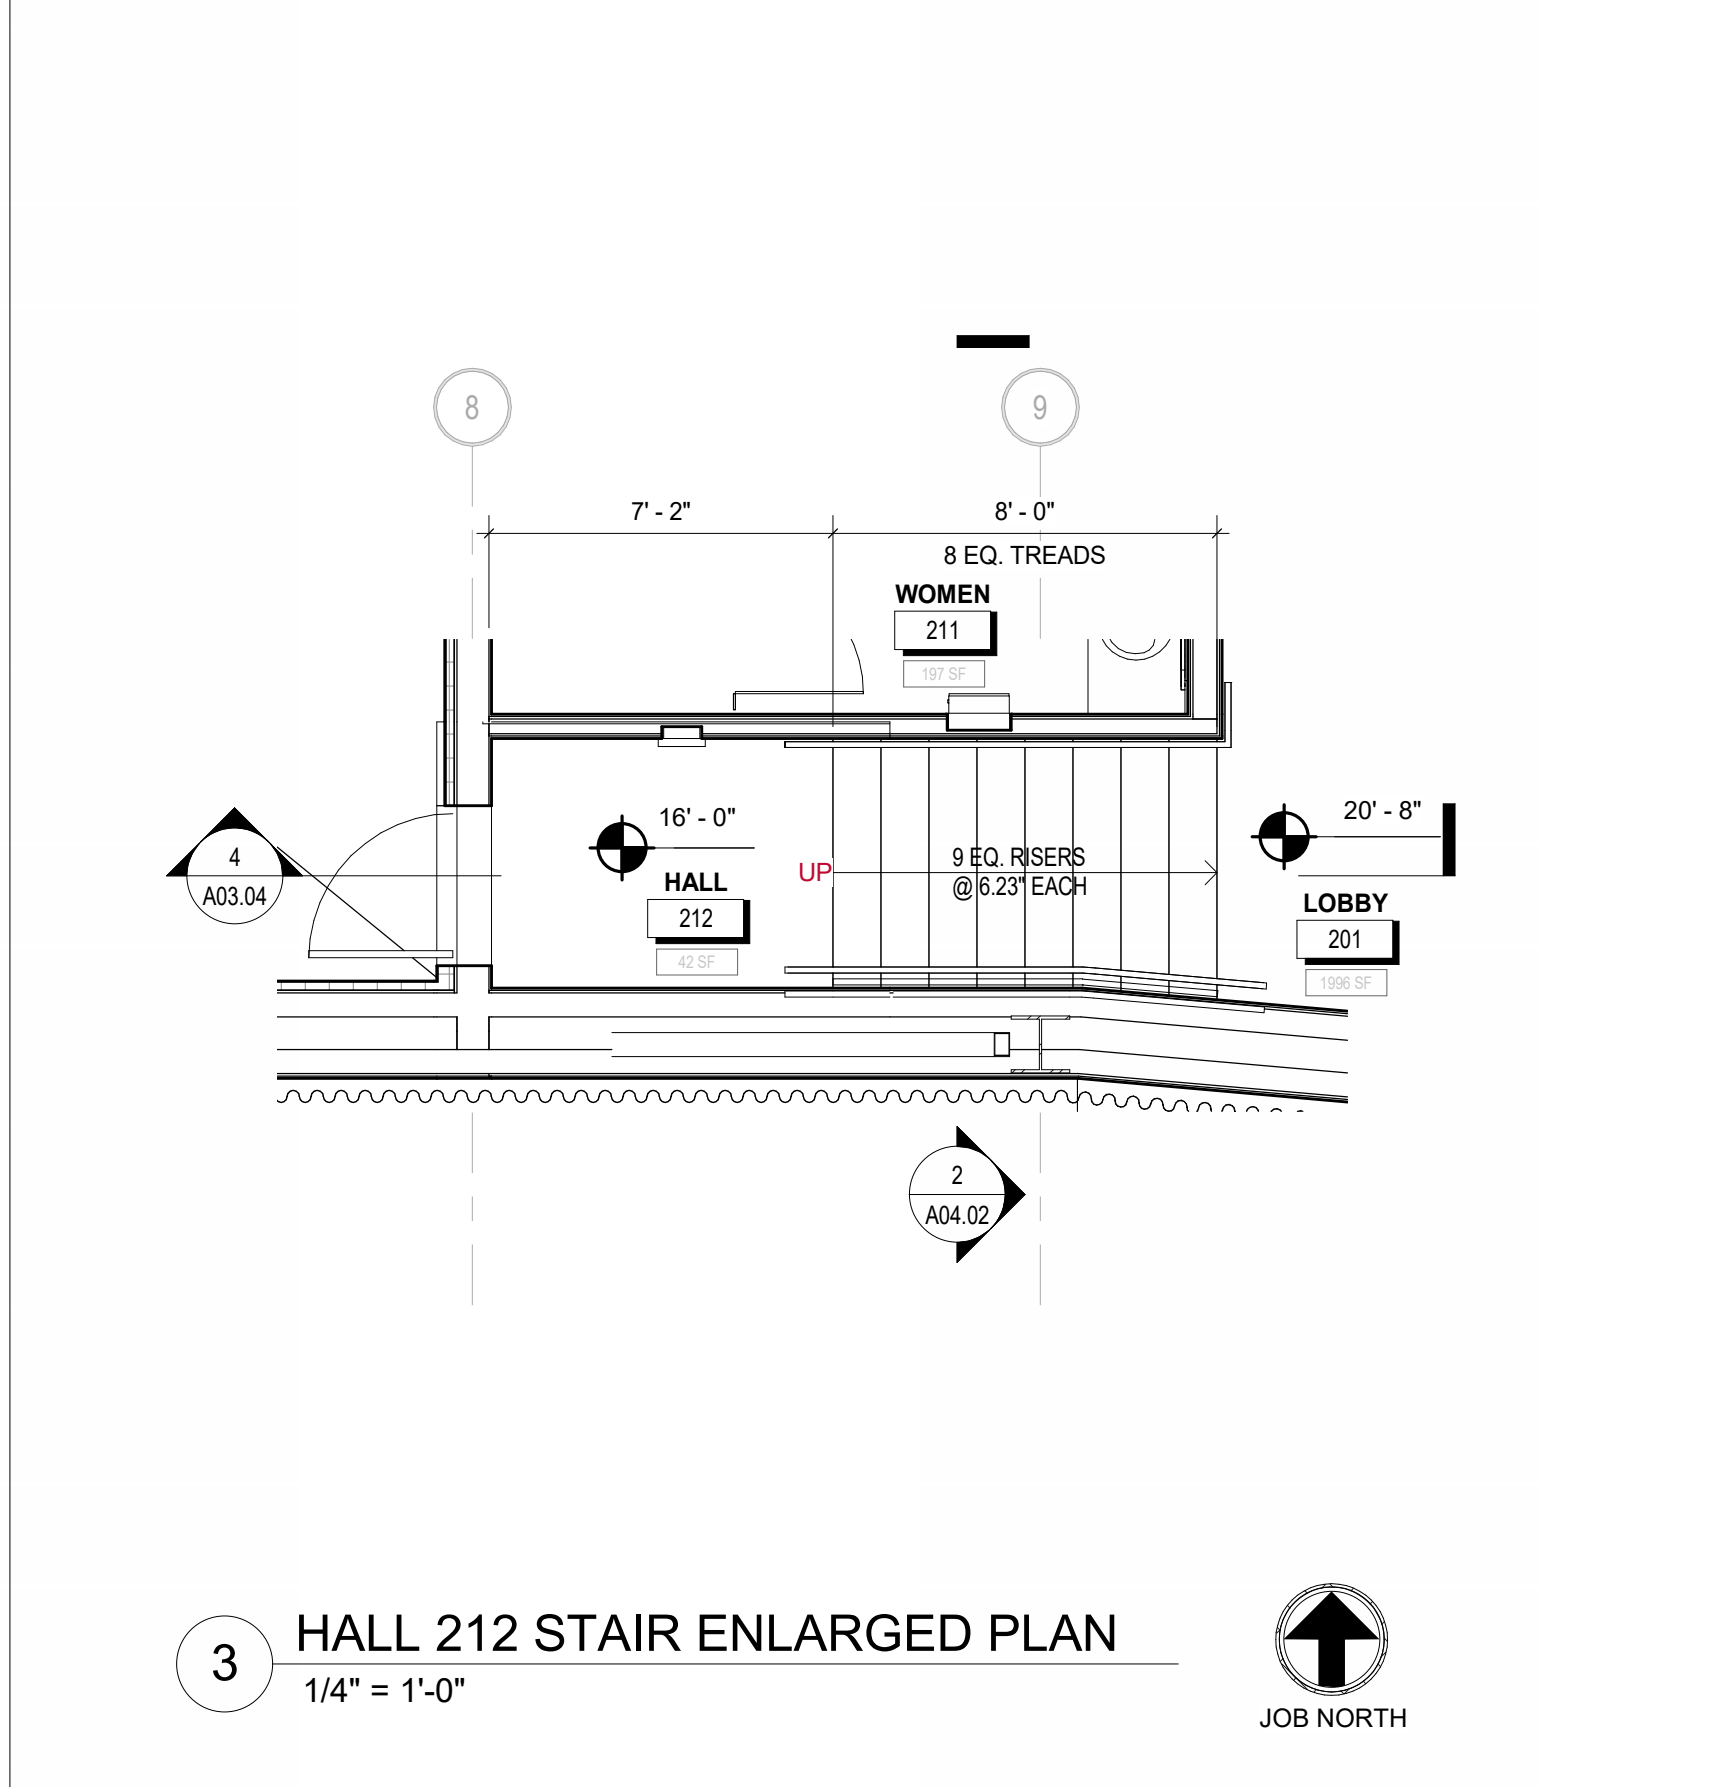 8
9
7' - 2"
8' - 0"
8 EQ. TREADS
WOMEN
211
197 SF
16' - 0"
20' - 8"
4
A03.04
UP
9 EQ. RISERS
@ 6.23" EACH
HALL
212
42 SF
LOBBY
201
1996 SF
2
A04.02
3
HALL 212 STAIR ENLARGED PLAN
1/4" = 1'-0"
JOB NORTH